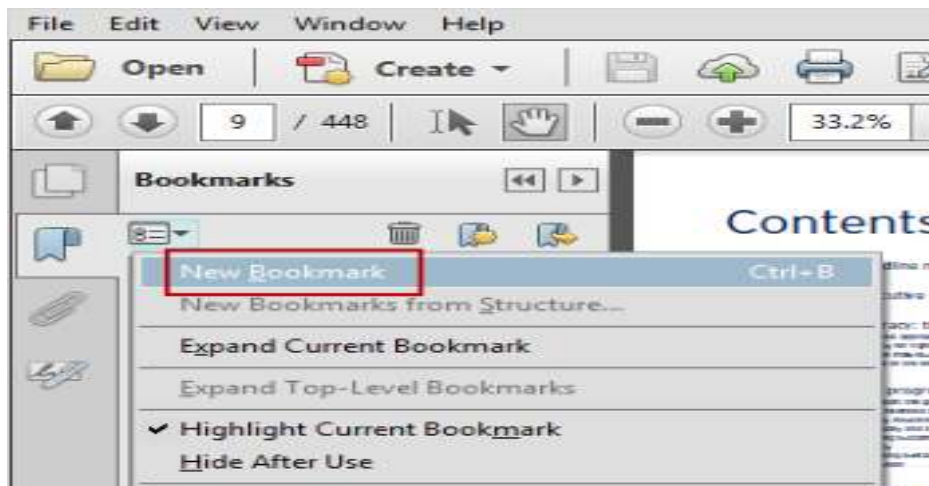 File Edit View Window Help
Open Create
9 / 448 33.2%
Bookmarks
Contents
New Bookmark Ctrl+B
New Bookmarks from Structure...
Expand Current Bookmark
Expand Top-Level Bookmarks
✔ Highlight Current Bookmark
Hide After Use